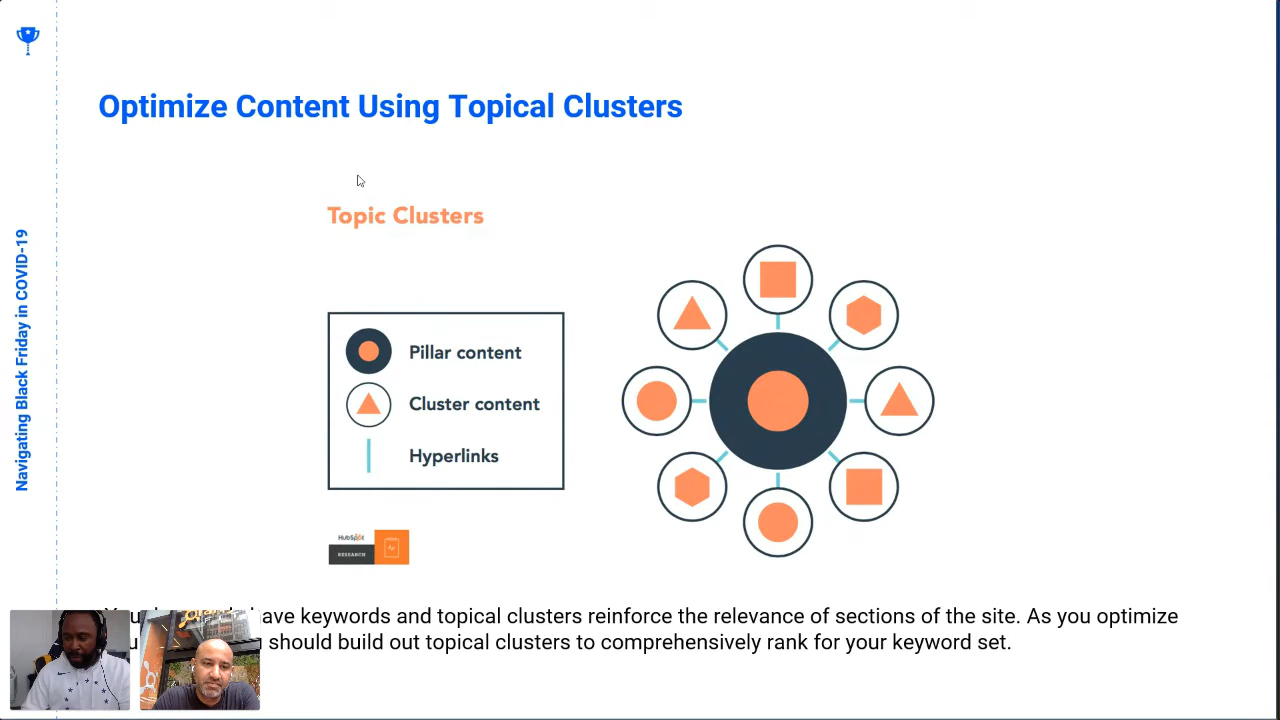 Optimize Content Using Topical Clusters
Navigating Black Friday in COVID-19
Topic Clusters
Pillar content
Cluster content
Hyperlinks
HubSpot
RESEARCH
have keywords and topical clusters reinforce the relevance of sections of the site. As you optimize
should build out topical clusters to comprehensively rank for your keyword set.